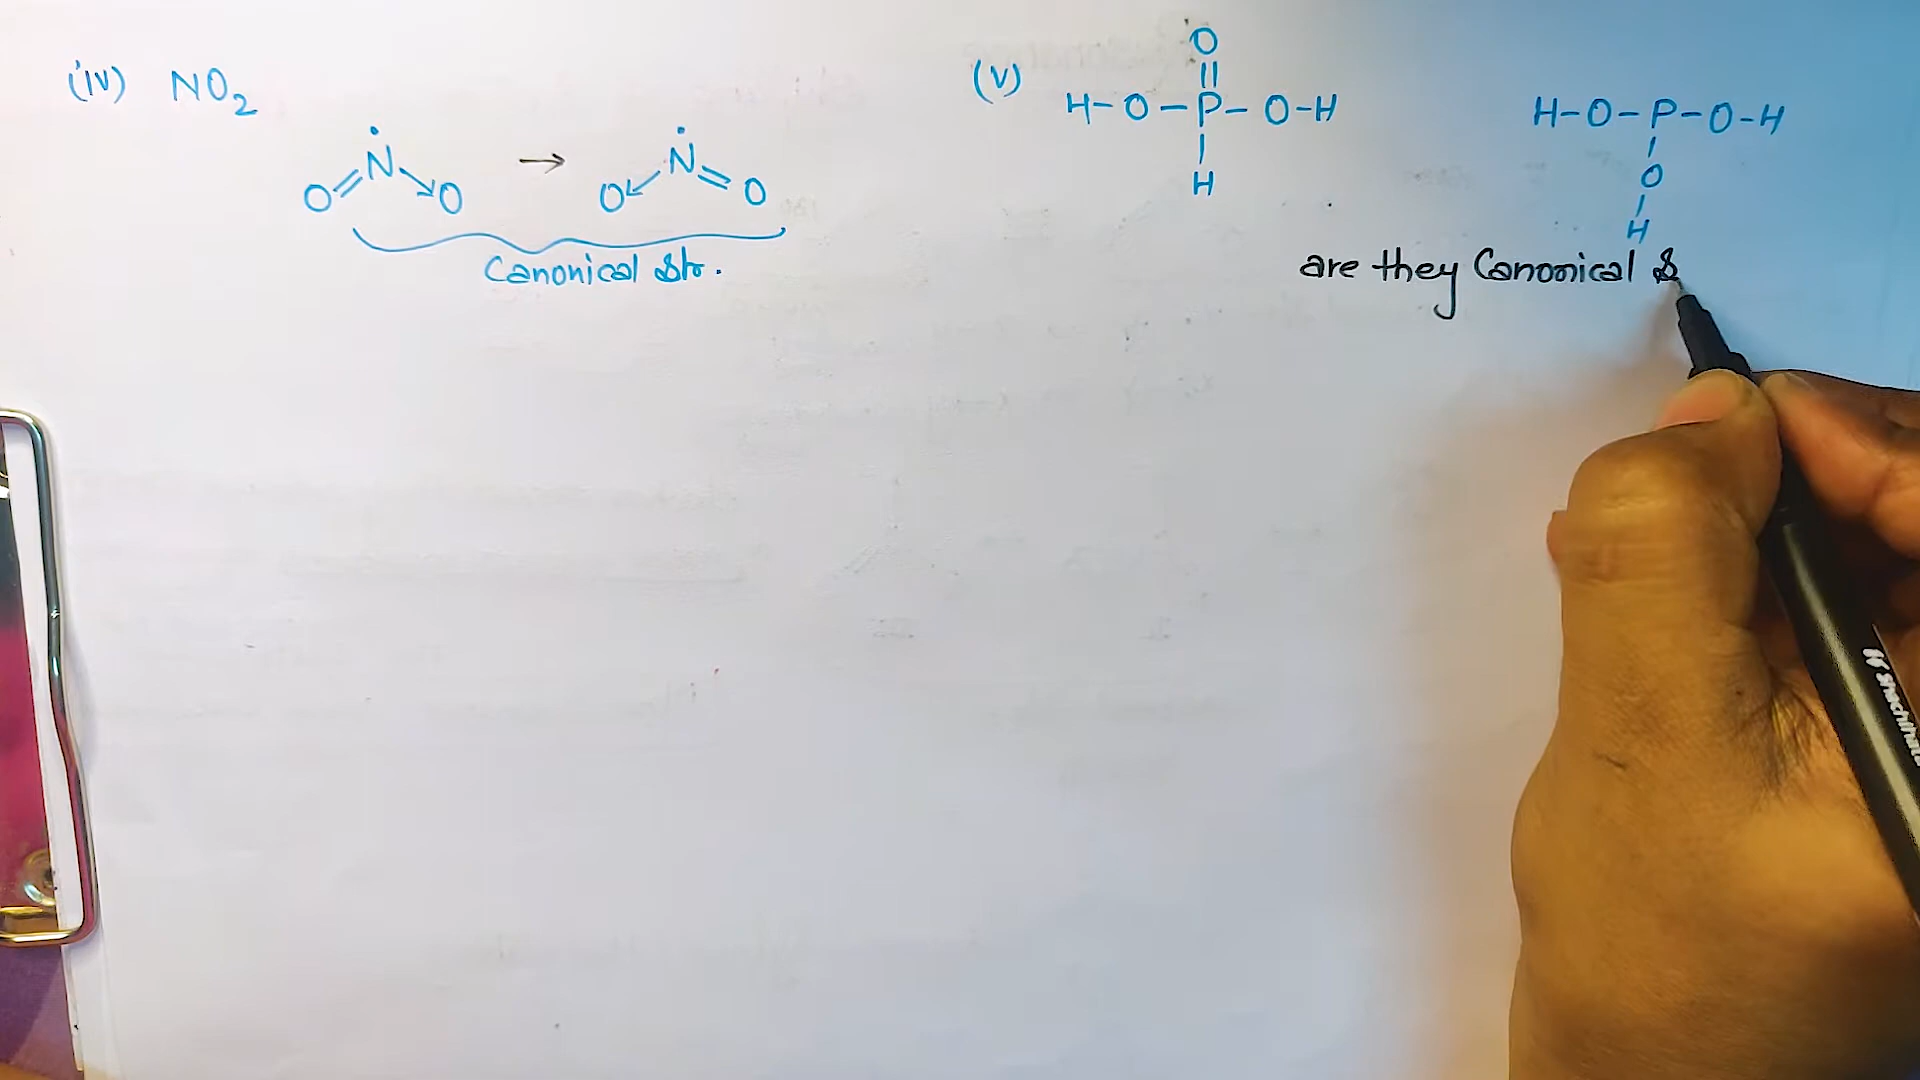 (iv) NO2
O=N→O → O←N=O
Canonical Str.
(v)
O
||
H-O-P-O-H
|
H
H-O-P-O-H
|
O
|
H
are they Canonical S